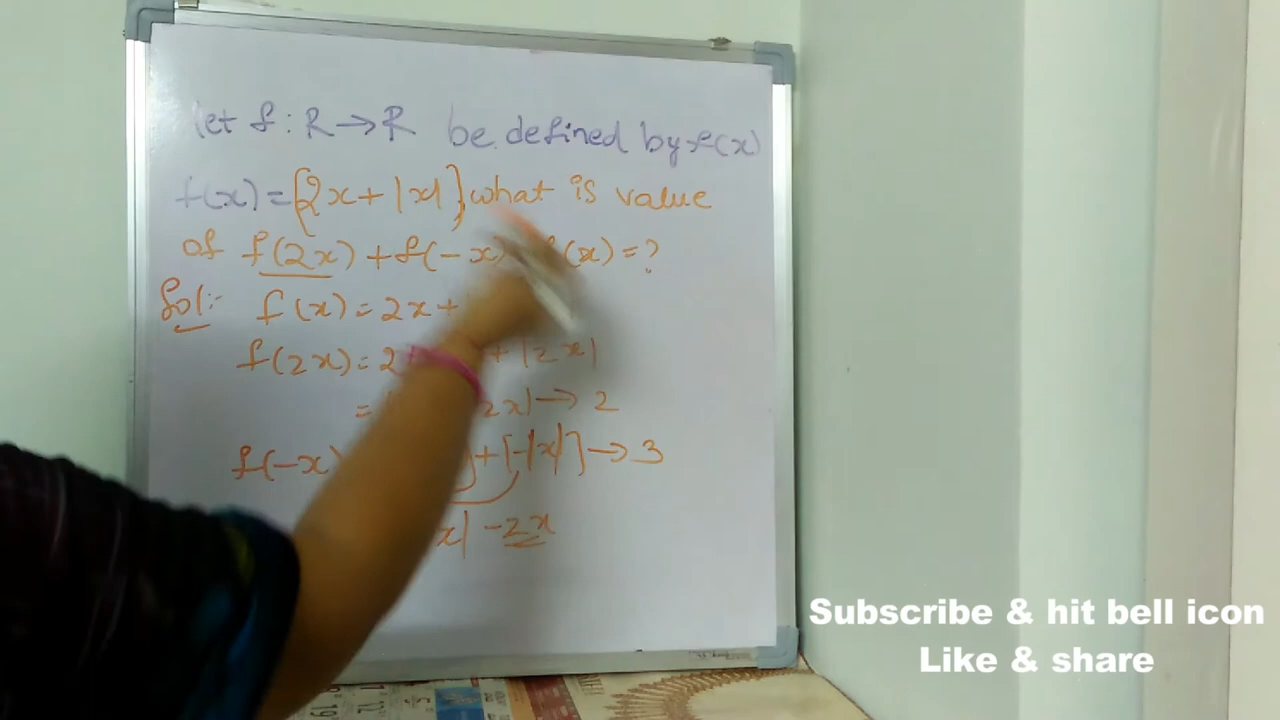 let f : R → R be defined by f(x)
f(x) = [2x + |x|], what is value
of f(2x) + f(-x) f(x) = ?
Sol:- f(x) = 2x +
f(2x) = 2 + |2x|
= 2x| → 2
f(-x) ] + [-|x|] → 3
x| - 2x
Subscribe & hit bell icon
Like & share